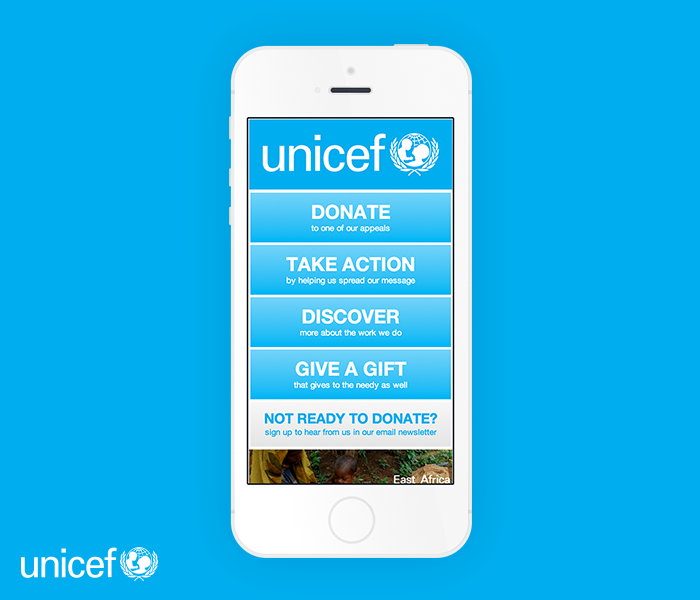 unicef
DONATE
to one of our appeals
TAKE ACTION
by helping us spread our message
DISCOVER
more about the work we do
GIVE A GIFT
that gives to the needy as well
NOT READY TO DONATE?
sign up to hear from us in our email newsletter
East Africa
unicef